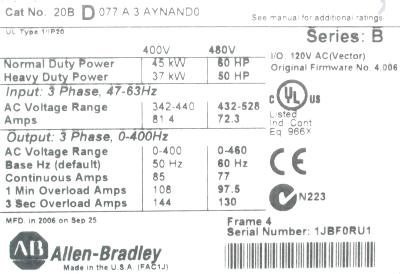 Cat No. 20B D 077 A 3 AYNAND0
See manual for additional ratings
UL Type 1/IP20
Series: B
400V 480V
I/O: 120V AC(Vector)
Original Firmware No. 4.006
Normal Duty Power 45 kW 60 HP
Heavy Duty Power 37 kW 50 HP
Input: 3 Phase, 47-63Hz
AC Voltage Range 342-440 432-528
Amps 81.4 72.3
Output: 3 Phase, 0-400Hz
AC Voltage Range 0-400 0-460
Base Hz (default) 50 Hz 60 Hz
Continuous Amps 85 77
1 Min Overload Amps 108 97.5
3 Sec Overload Amps 144 130
C UL US
Listed
Ind Cont
Eq 966X
CE
N223
MFD. in 2006 on Sep 25
Frame 4
Serial Number: 1JBF0RU1
AB Allen-Bradley
Made in the U.S.A. (FAC1J)